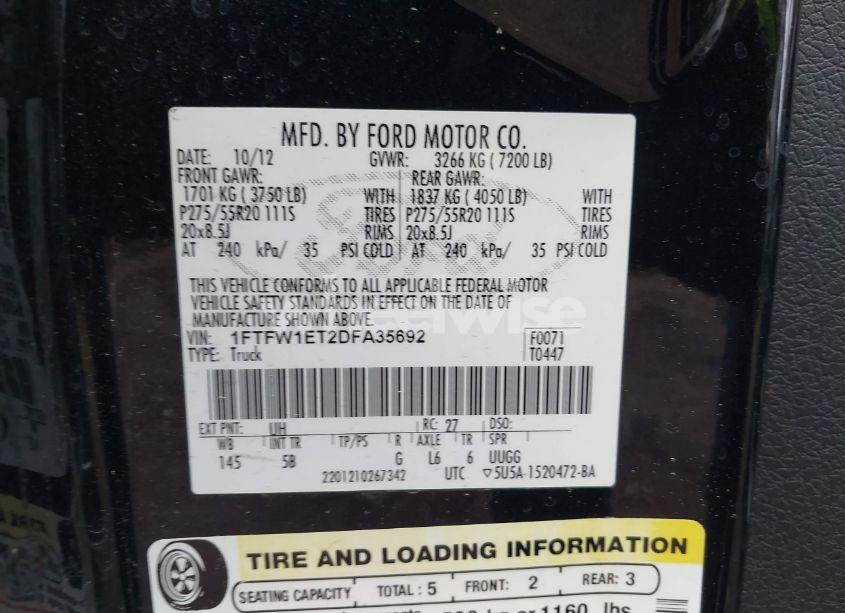 MFD. BY FORD MOTOR CO.
DATE: 10/12 GVWR: 3266 KG ( 7200 LB)
FRONT GAWR: REAR GAWR:
1701 KG ( 3750 LB) WITH 1837 KG ( 4050 LB) WITH
P275/55R20 111S TIRES P275/55R20 111S TIRES
20x8.5J RIMS 20x8.5J RIMS
AT 240 kPa/ 35 PSI COLD AT 240 kPa/ 35 PSI COLD
THIS VEHICLE CONFORMS TO ALL APPLICABLE FEDERAL MOTOR
VEHICLE SAFETY STANDARDS IN EFFECT ON THE DATE OF
MANUFACTURE SHOWN ABOVE.
VIN: 1FTFW1ET2DFA35692 F0071
TYPE: Truck T0447
EXT PNT: UH RC: 27 DSO:
WB INT TR TP/PS R AXLE TR SPR
145 5B G L6 6 UUGG
2201210267342 UTC ▽5U5A-1520472-BA
TIRE AND LOADING INFORMATION
SEATING CAPACITY TOTAL : 5 FRONT: 2 REAR: 3
or 1160 lbs